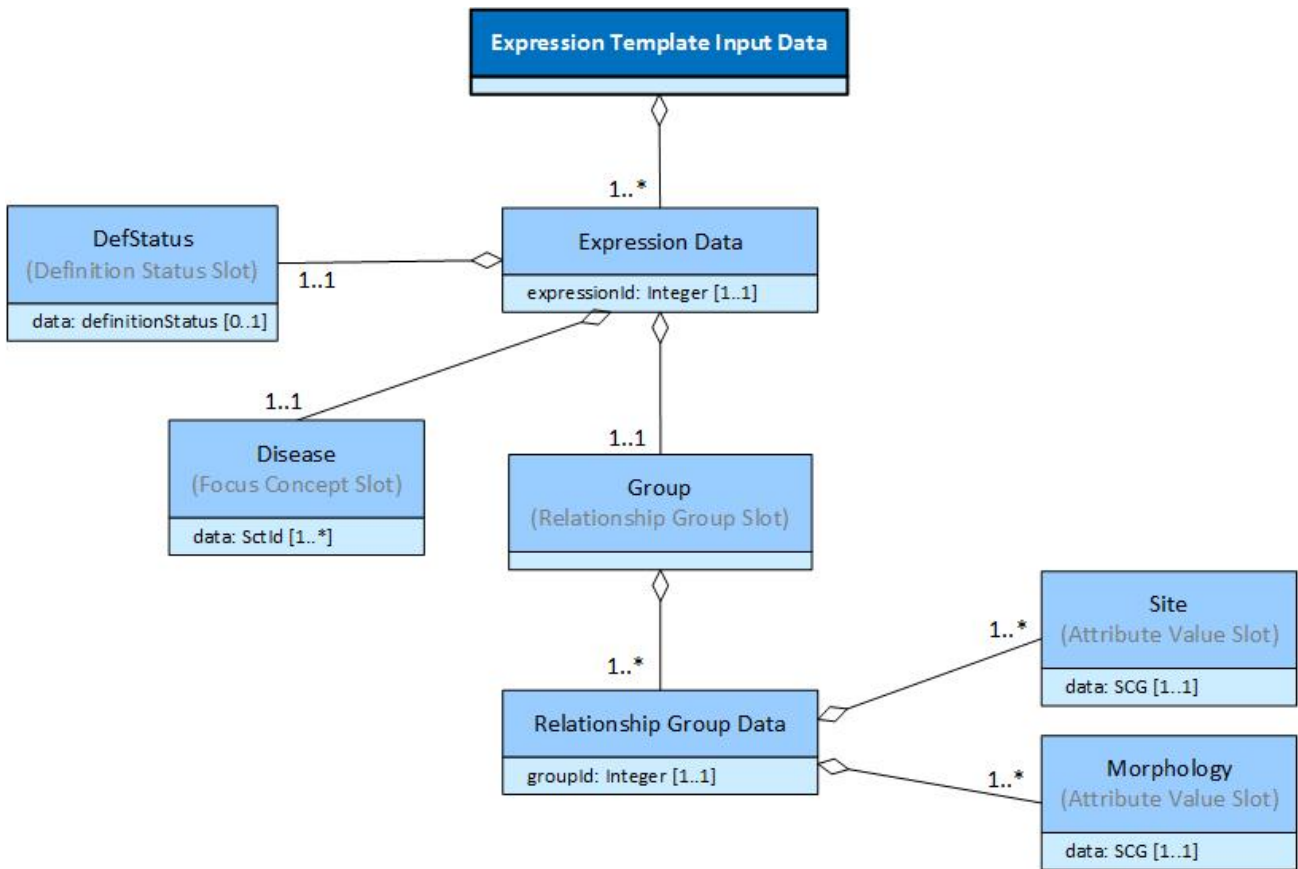 Expression Template Input Data
1..*
Expression Data
expressionId: Integer [1..1]
DefStatus
(Definition Status Slot)
data: definitionStatus [0..1]
1..1
1..1
Disease
(Focus Concept Slot)
data: SctId [1..*]
1..1
Group
(Relationship Group Slot)
1..*
Relationship Group Data
groupId: Integer [1..1]
1..*
Site
(Attribute Value Slot)
data: SCG [1..1]
1..*
Morphology
(Attribute Value Slot)
data: SCG [1..1]